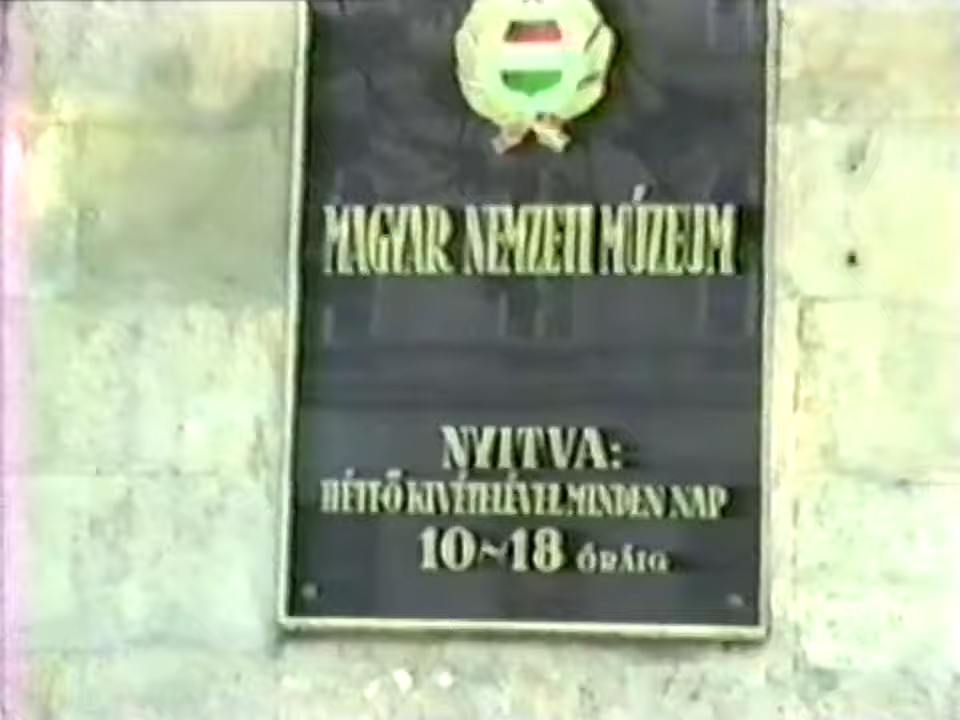 MAGYAR NEMZETI MÚZEUM
NYITVA:
HÉTFŐ KIVÉTELÉVEL MINDEN NAP
10~18 ÓRÁIG